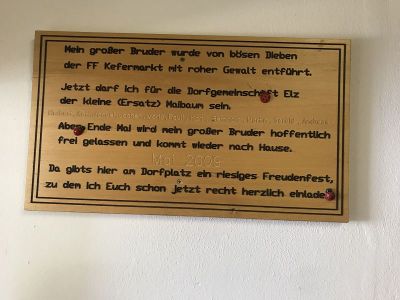 Mein großer Bruder wurde von bösen Dieben
der FF Kefermarkt mit roher Gewalt entführt.
Jetzt darf ich für die Dorfgemeinschaft Elz
der kleine (Ersatz) Maibaum sein.
Aber Ende Mai wird mein großer Bruder hoffentlich
frei gelassen und kommt wieder nach Hause.
Mai 2009
Da gibts hier am Dorfplatz ein riesiges Freudenfest,
zu dem ich Euch schon jetzt recht herzlich einlade